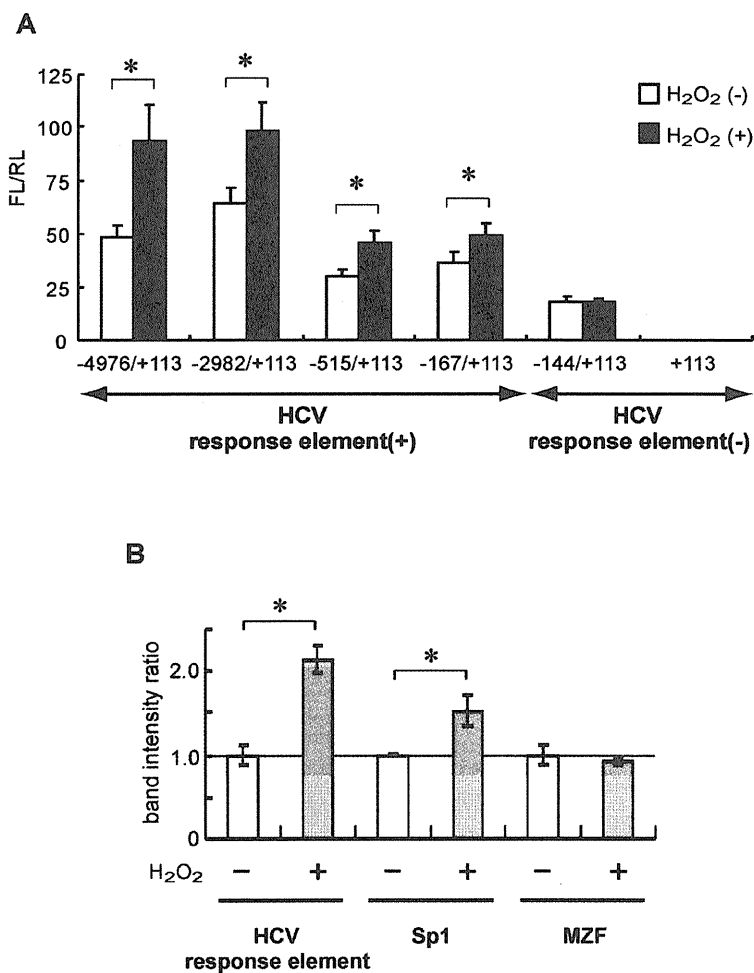 A
125
100
75
50
25
0
FL/RL
* * * *
H₂O₂ (-)
H₂O₂ (+)
-4976/+113 -2982/+113 -515/+113 -167/+113 -144/+113 +113
HCV
response element(+)
HCV
response element(-)
B
band intensity ratio
2.0
1.0
0
* *
H₂O₂ − + − + − +
HCV
response element
Sp1
MZF